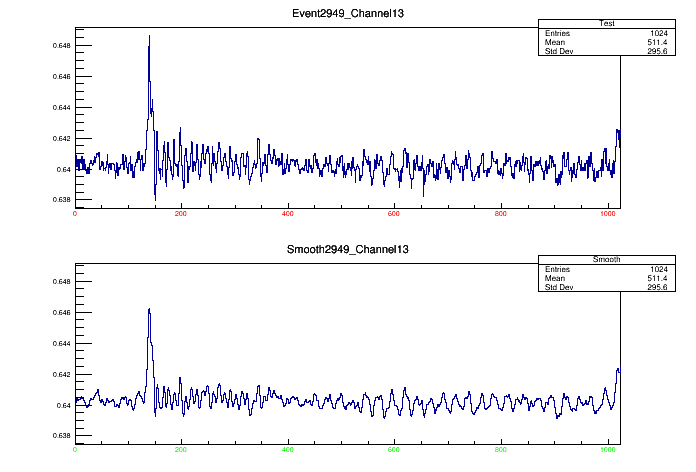 Event2949_Channel13
Test
Entries 1024
Mean 511.4
Std Dev 295.6
0.648
0.646
0.644
0.642
0.64
0.638
0 200 400 600 800 1000
Smooth2949_Channel13
Smooth
Entries 1024
Mean 511.4
Std Dev 295.6
0.648
0.646
0.644
0.642
0.64
0.638
0 200 400 600 800 1000